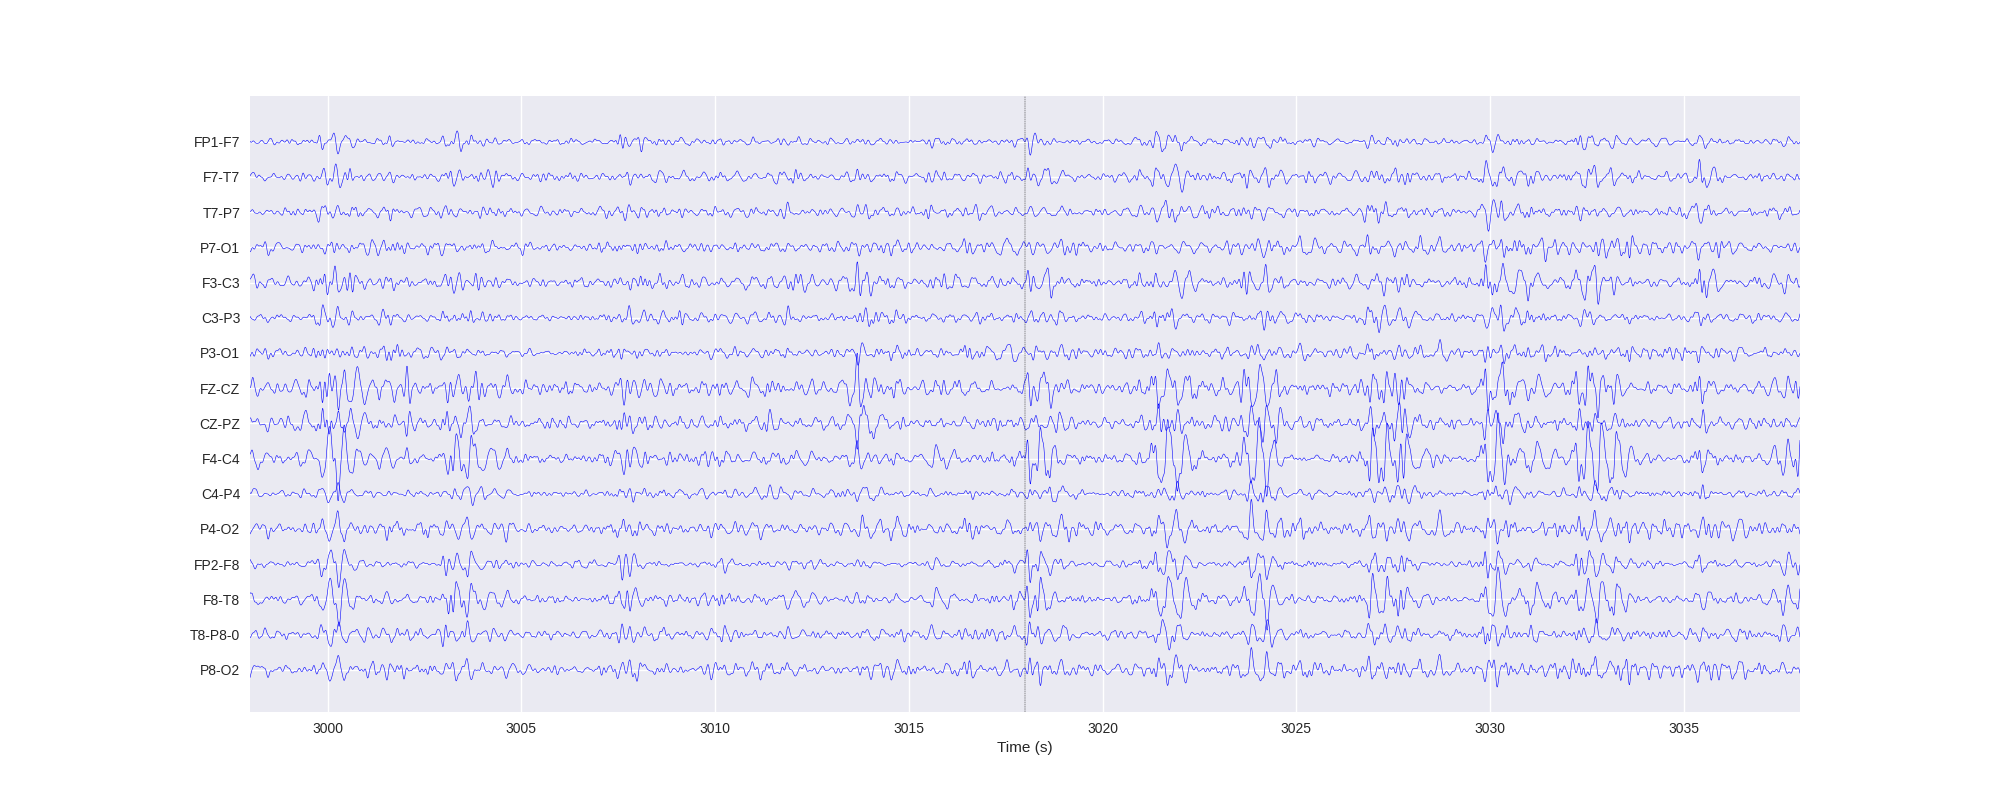 FP1-F7
F7-T7
T7-P7
P7-O1
F3-C3
C3-P3
P3-O1
FZ-CZ
CZ-PZ
F4-C4
C4-P4
P4-O2
FP2-F8
F8-T8
T8-P8-0
P8-O2
3000 3005 3010 3015 3020 3025 3030 3035
Time (s)